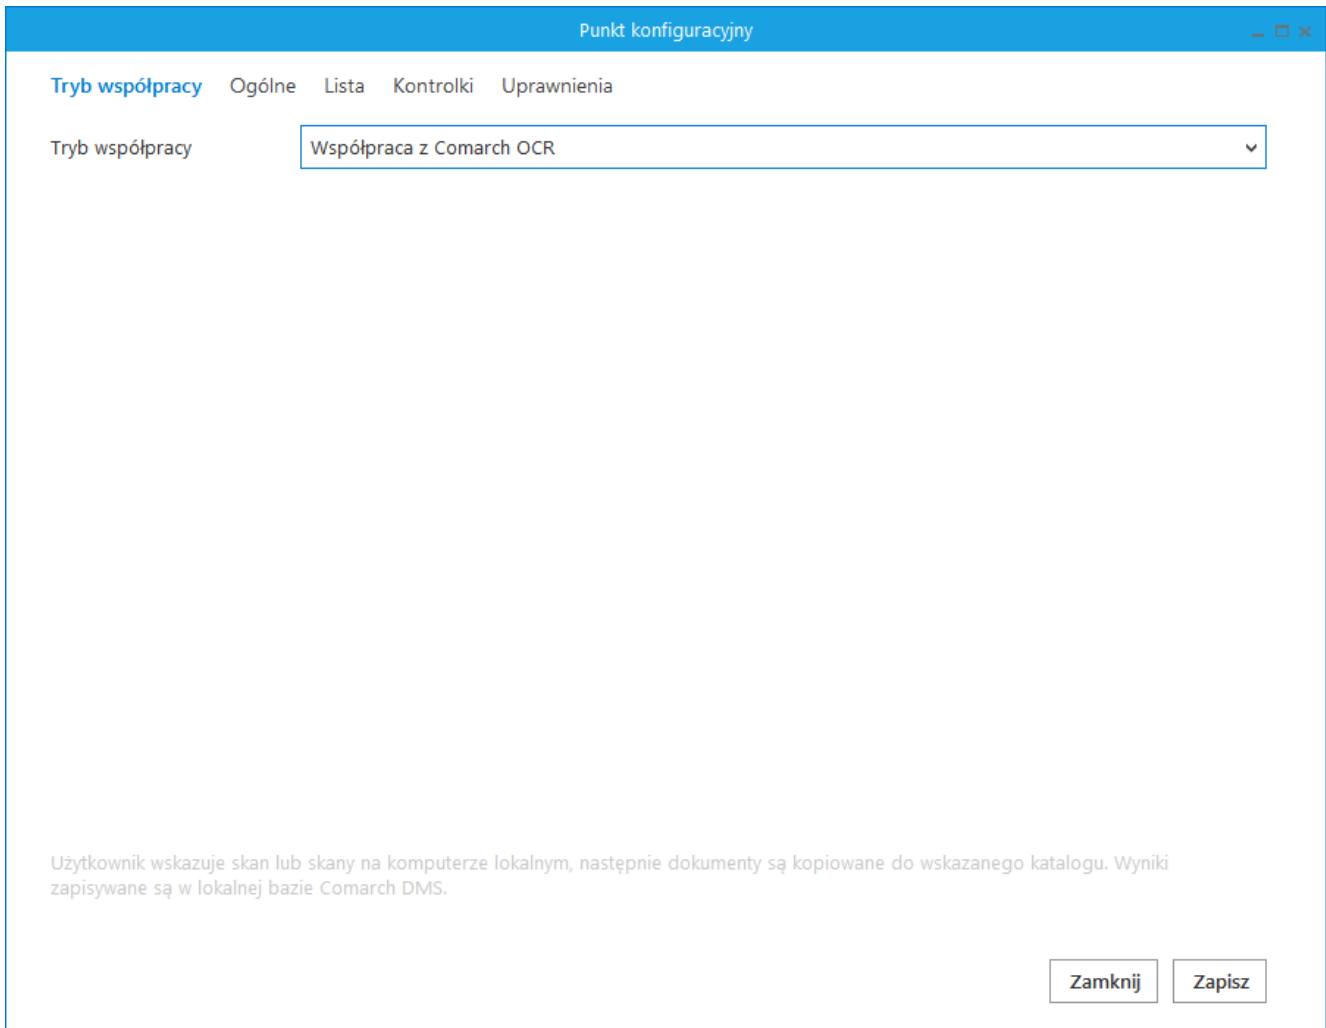 Punkt konfiguracyjny
Tryb współpracy Ogólne Lista Kontrolki Uprawnienia
Tryb współpracy Współpraca z Comarch OCR
Użytkownik wskazuje skan lub skany na komputerze lokalnym, następnie dokumenty są kopiowane do wskazanego katalogu. Wyniki
zapisywane są w lokalnej bazie Comarch DMS.
Zamknij Zapisz